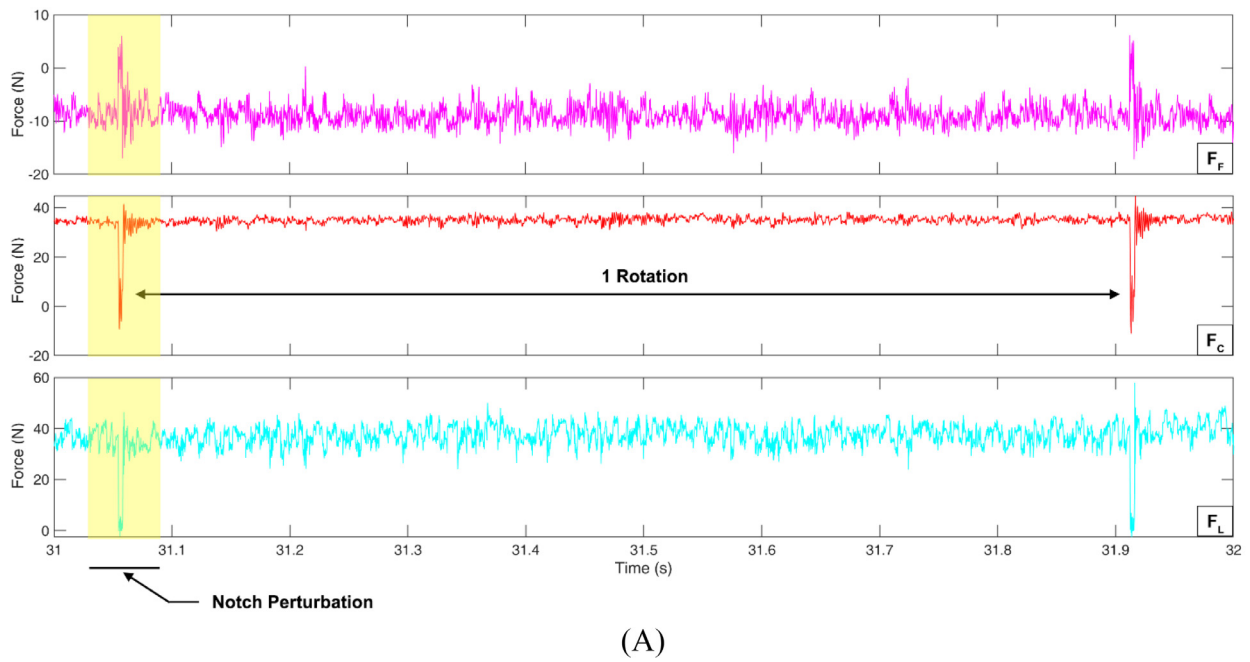 10
0
-10
-20
Force (N)
F_F
40
20
0
-20
Force (N)
1 Rotation
F_C
60
40
20
0
Force (N)
F_L
31 31.1 31.2 31.3 31.4 31.5 31.6 31.7 31.8 31.9 32
Time (s)
Notch Perturbation
(A)